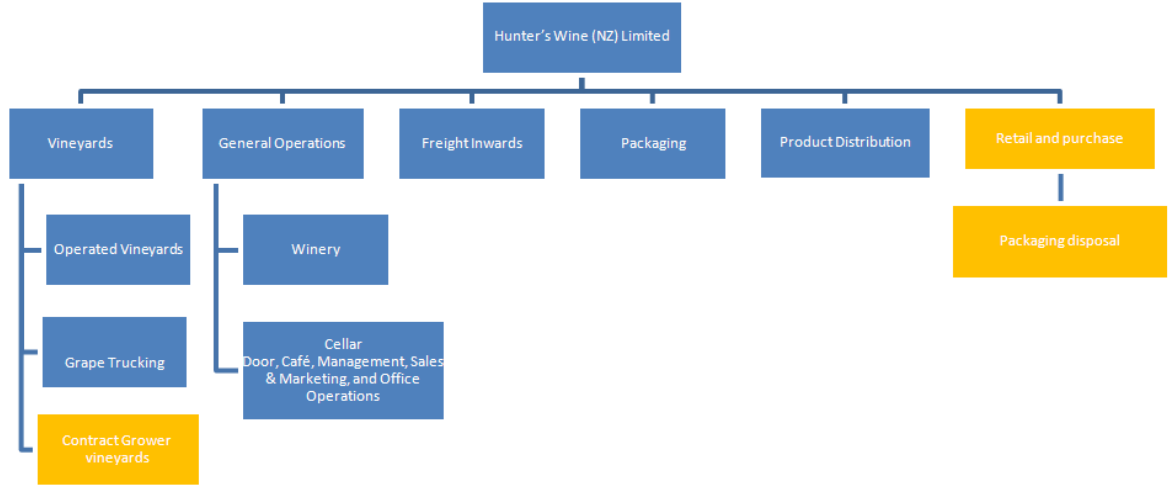 Hunter's Wine (NZ) Limited
Vineyards
General Operations
Freight Inwards
Packaging
Product Distribution
Retail and purchase
Operated Vineyards
Winery
Packaging disposal
Grape Trucking
Cellar
Door, Café, Management, Sales
& Marketing, and Office
Operations
Contract Grower
vineyards